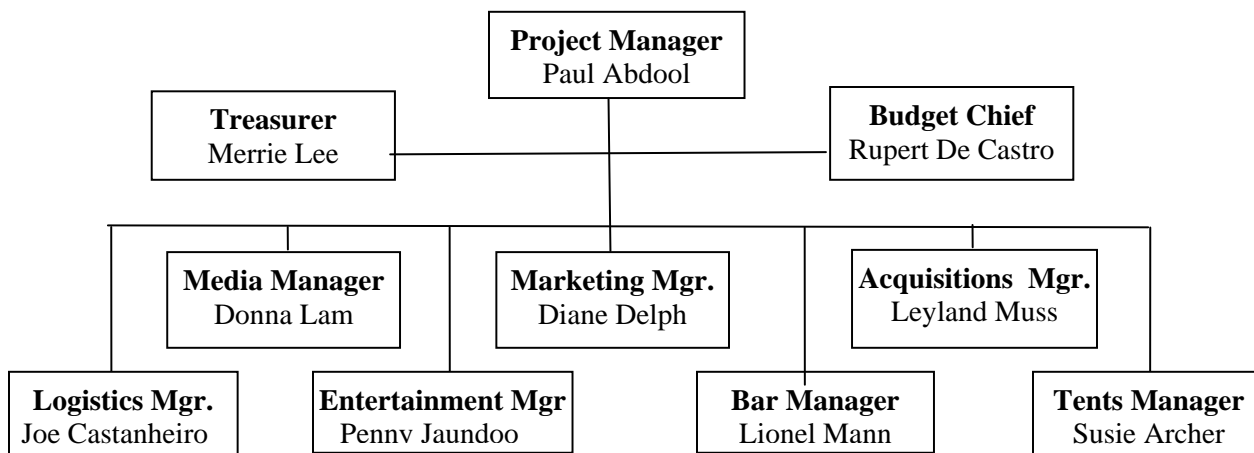 Project Manager
Paul Abdool
Treasurer
Merrie Lee
Budget Chief
Rupert De Castro
Media Manager
Donna Lam
Marketing Mgr.
Diane Delph
Acquisitions Mgr.
Leyland Muss
Logistics Mgr.
Joe Castanheiro
Entertainment Mgr
Penny Jaundoo
Bar Manager
Lionel Mann
Tents Manager
Susie Archer